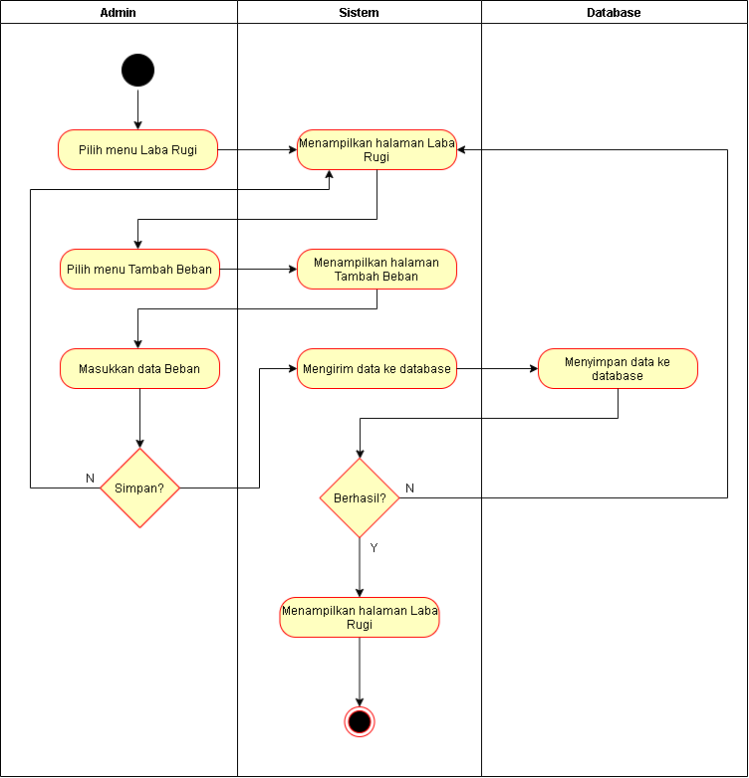 Admin
Sistem
Database
Pilih menu Laba Rugi
Menampilkan halaman Laba
Rugi
Pilih menu Tambah Beban
Menampilkan halaman
Tambah Beban
Masukkan data Beban
Mengirim data ke database
Menyimpan data ke
database
N
Simpan?
Berhasil?
N
Y
Menampilkan halaman Laba
Rugi